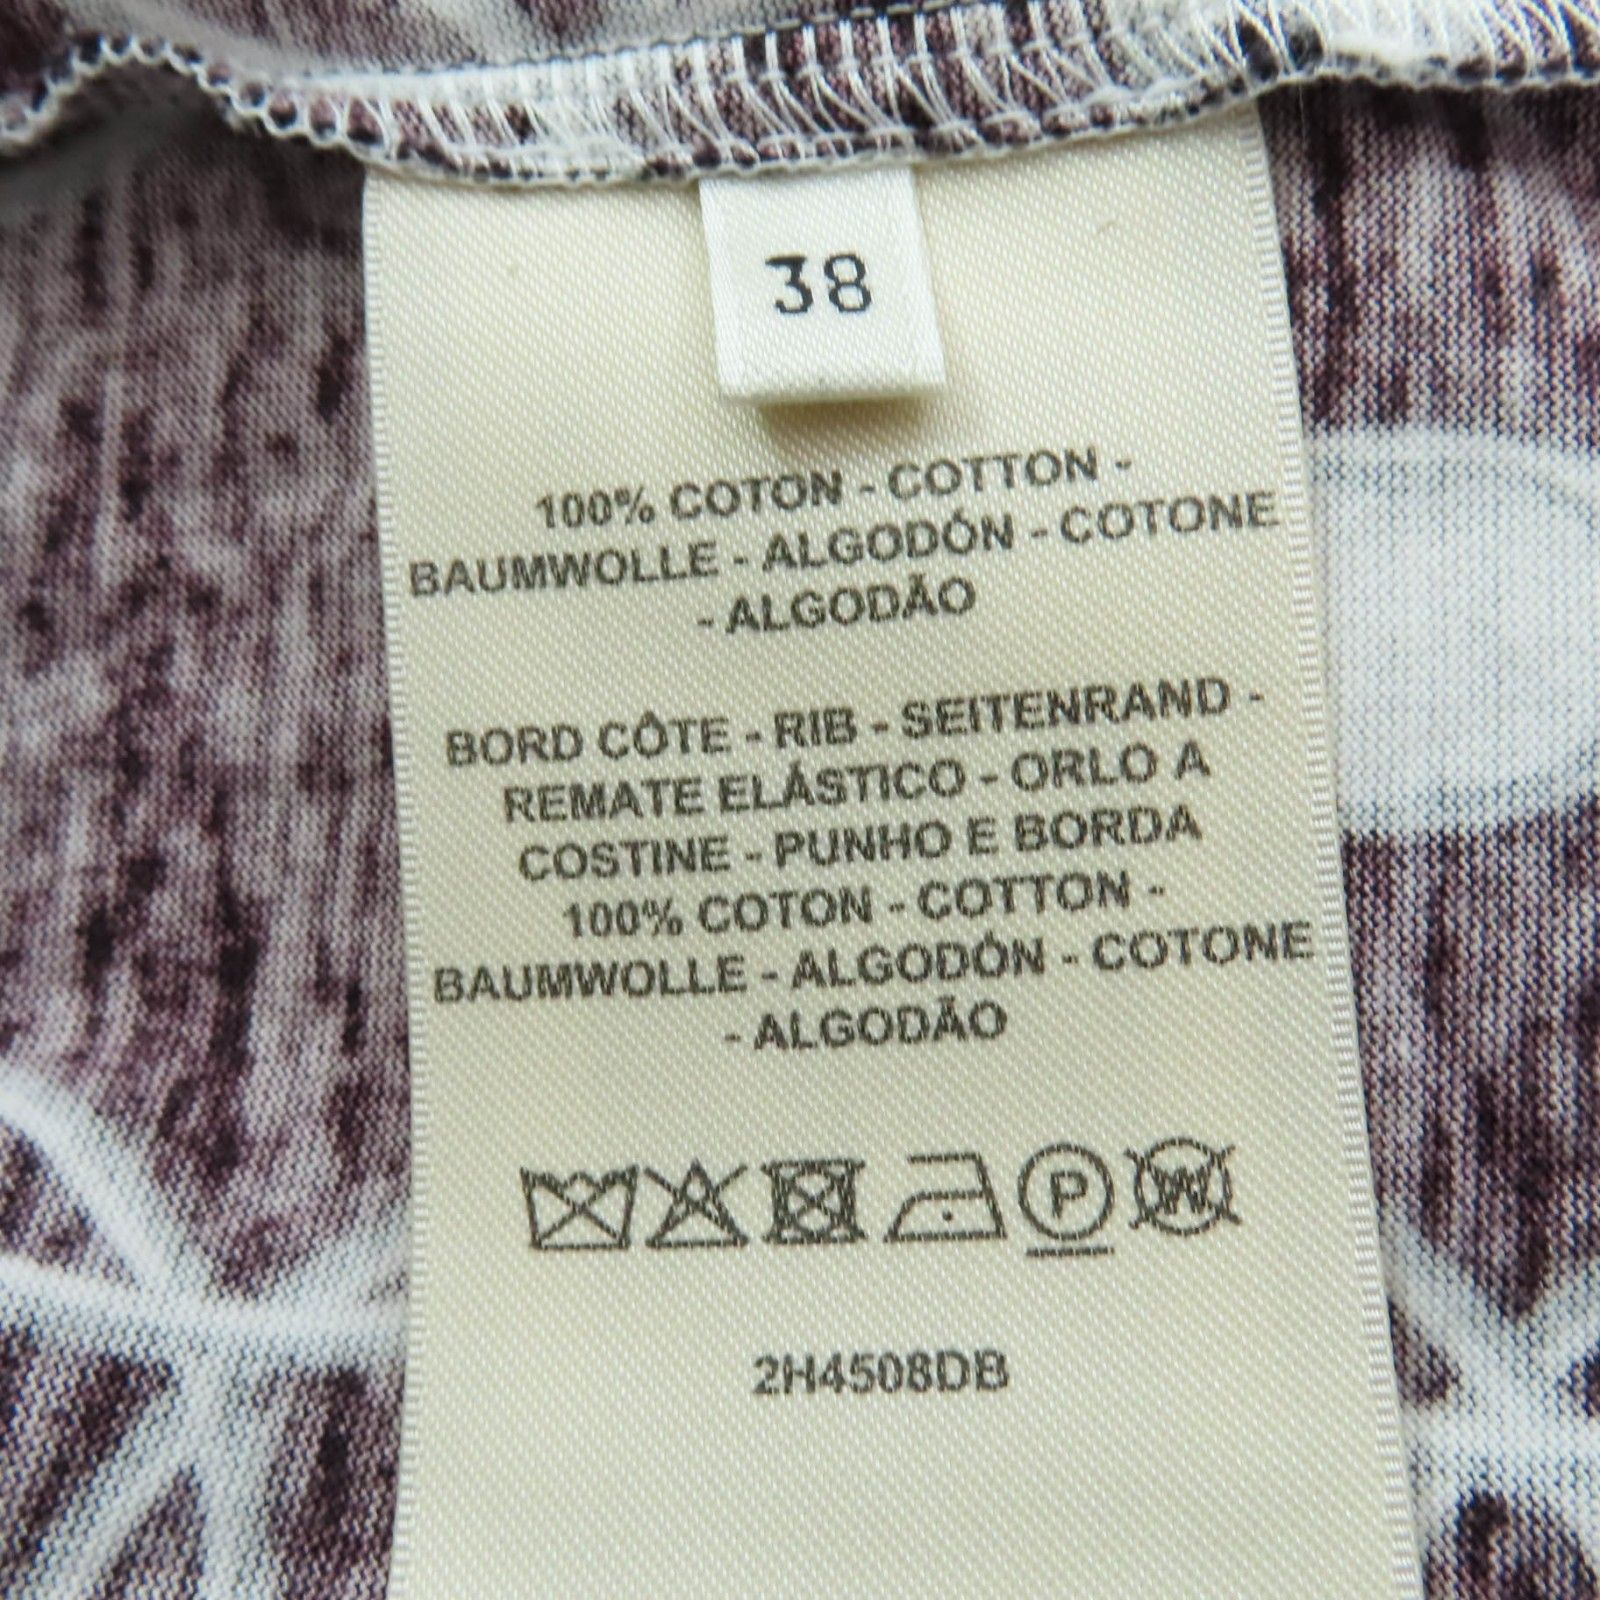 38
100% COTON - COTTON -
BAUMWOLLE - ALGODÓN - COTONE
- ALGODÃO
BORD CÔTE - RIB - SEITENRAND -
REMATE ELÁSTICO - ORLO A
COSTINE - PUNHO E BORDA
100% COTON - COTTON -
BAUMWOLLE - ALGODÓN - COTONE
- ALGODÃO
P W
2H4508DB